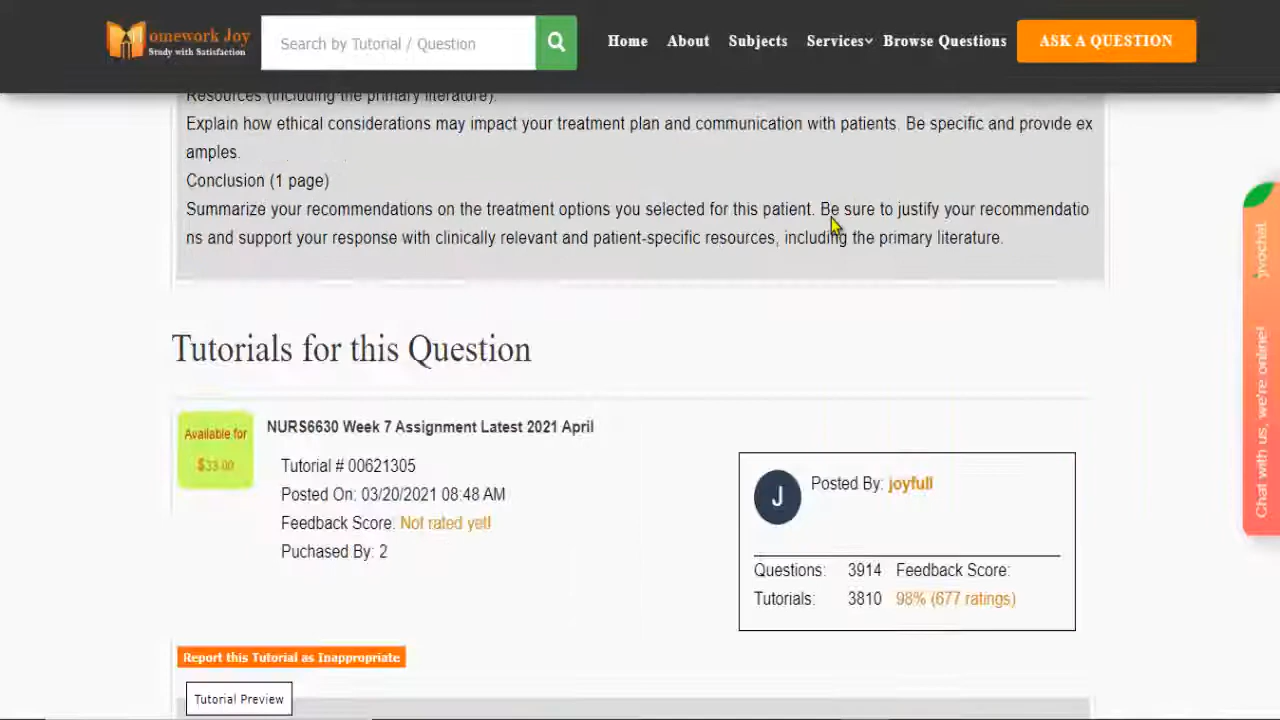 omework Joy
Study with Satisfaction
Search by Tutorial / Question
Home
About
Subjects
Services
Browse Questions
ASK A QUESTION
Resources (including the primary literature).
Explain how ethical considerations may impact your treatment plan and communication with patients. Be specific and provide ex
amples.
Conclusion (1 page)
Summarize your recommendations on the treatment options you selected for this patient. Be sure to justify your recommendatio
ns and support your response with clinically relevant and patient-specific resources, including the primary literature.
Tutorials for this Question
Available for
$33.00
NURS6630 Week 7 Assignment Latest 2021 April
Tutorial # 00621305
Posted On: 03/20/2021 08:48 AM
Feedback Score: Not rated yet!
Puchased By: 2
J
Posted By: joyfull
Questions: 3914 Feedback Score:
Tutorials: 3810 98% (677 ratings)
Report this Tutorial as Inappropriate
Tutorial Preview
jivochat
Chat with us, we're online!